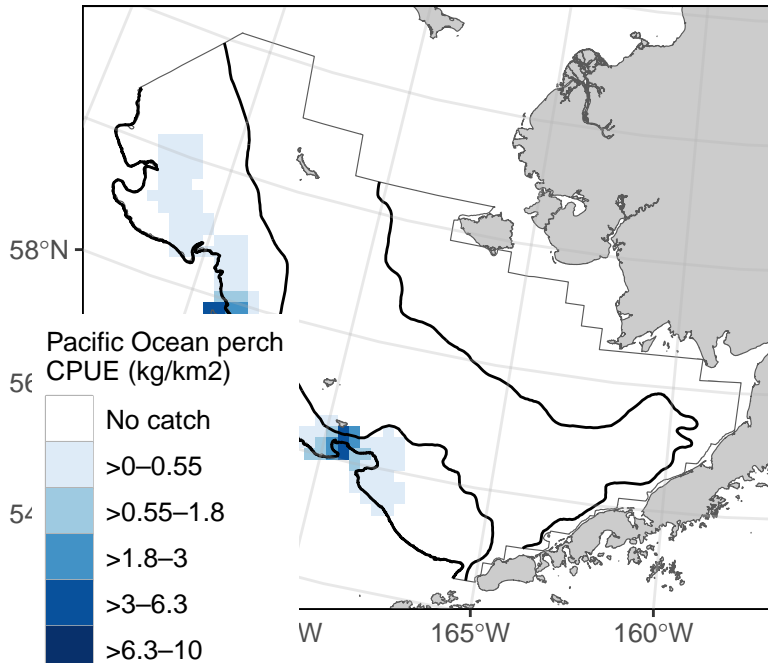 58°N
Pacific Ocean perch
CPUE (kg/km2)
No catch
>0–0.55
>0.55–1.8
>1.8–3
>3–6.3
>6.3–10
W
165°W
160°W